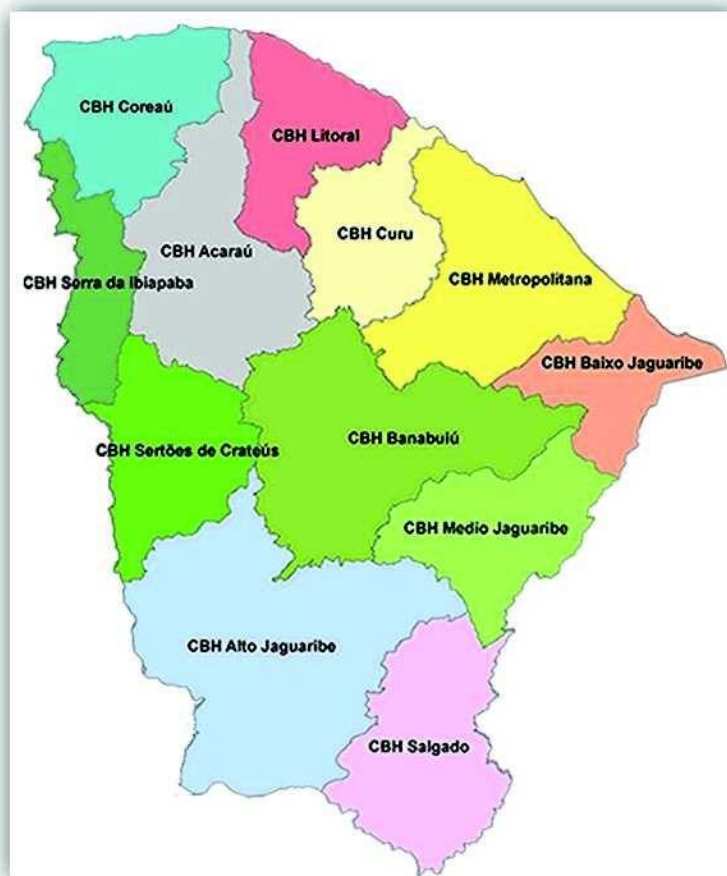 CBH Coreaú
CBH Litoral
CBH Acaraú
CBH Curu
CBH Serra da Ibiapaba
CBH Metropolitana
CBH Baixo Jaguaribe
CBH Sertões de Crateús
CBH Banabuiú
CBH Medio Jaguaribe
CBH Alto Jaguaribe
CBH Salgado